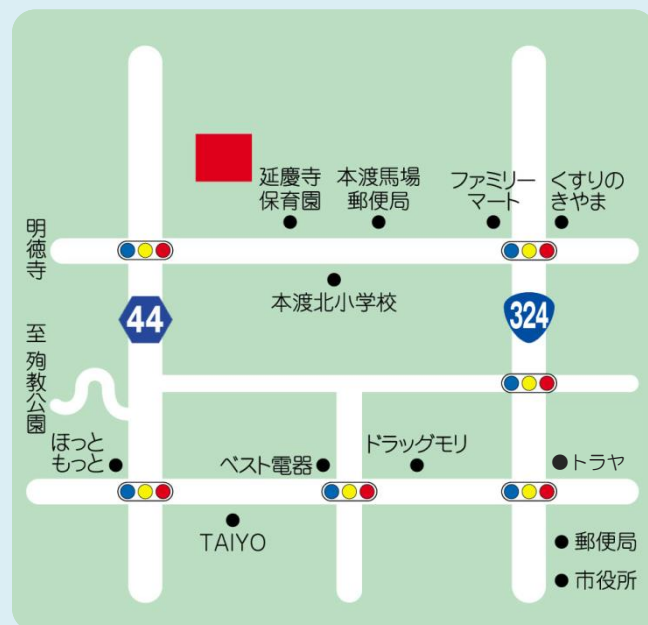 延慶寺
保育園
本渡馬場
郵便局
ファミリー
マート
くすりの
きやま
明徳寺
本渡北小学校
44
324
至 殉教公園
ほっと
もっと
ベスト電器
ドラッグモリ
トラヤ
TAIYO
郵便局
市役所